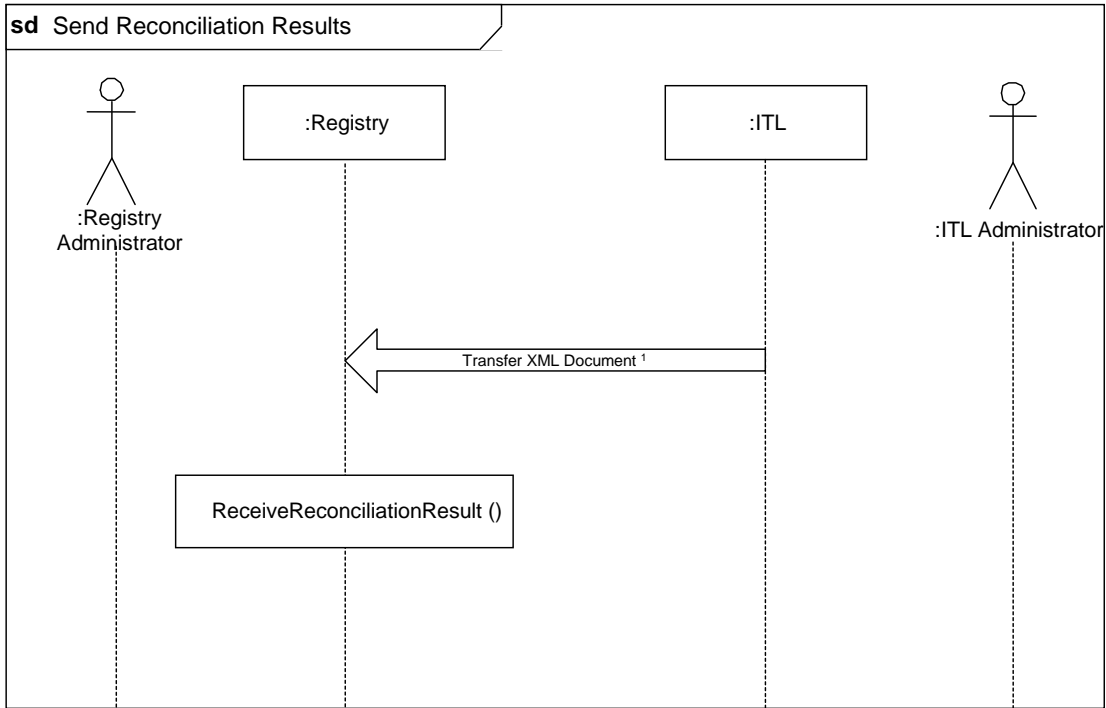 sd Send Reconciliation Results
:Registry
:ITL
:Registry
Administrator
:ITL Administrator
Transfer XML Document ¹
ReceiveReconciliationResult ()